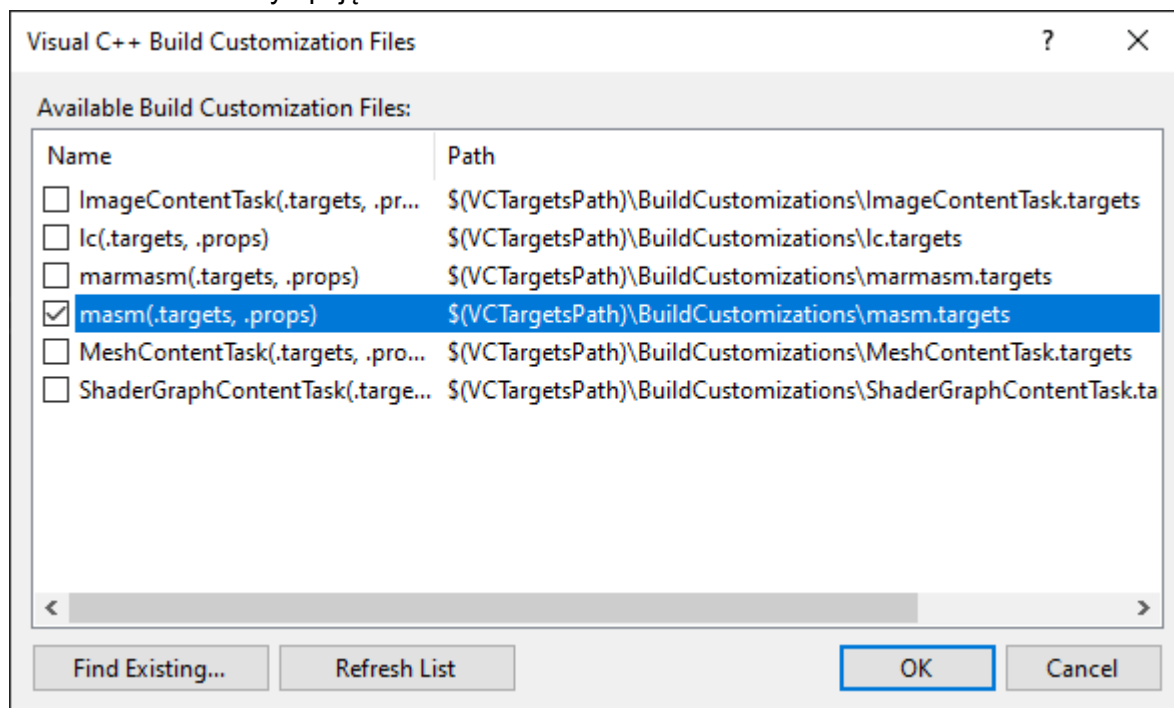 Visual C++ Build Customization Files ? ×
Available Build Customization Files:
Name Path
ImageContentTask(.targets, .pr... $(VCTargetsPath)\BuildCustomizations\ImageContentTask.targets
lc(.targets, .props) $(VCTargetsPath)\BuildCustomizations\lc.targets
marmasm(.targets, .props) $(VCTargetsPath)\BuildCustomizations\marmasm.targets
masm(.targets, .props) $(VCTargetsPath)\BuildCustomizations\masm.targets
MeshContentTask(.targets, .pro... $(VCTargetsPath)\BuildCustomizations\MeshContentTask.targets
ShaderGraphContentTask(.targe... $(VCTargetsPath)\BuildCustomizations\ShaderGraphContentTask.ta
Find Existing... Refresh List OK Cancel